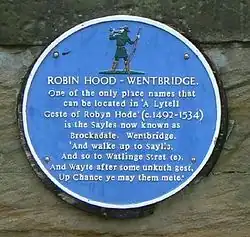 ROBIN HOOD - WENTBRIDGE.
One of the only place names that
can be located in 'A Lytell
Geste of Robyn Hode' (c.1492-1534)
is the Sayles now known as
Brockadale. Wentbridge.
'And walke up to Saylis,
And so to Watlinge Stret (e),
And Wayte after some unkuth gest,
Up Chance ye may them mete.'